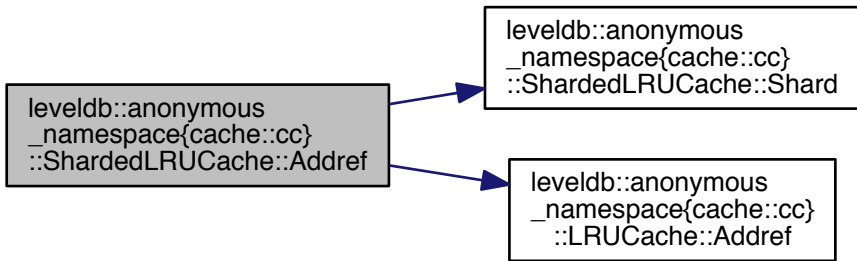 leveldb::anonymous
_namespace{cache::cc}
::ShardedLRUCache::Addref
leveldb::anonymous
_namespace{cache::cc}
::ShardedLRUCache::Shard
leveldb::anonymous
_namespace{cache::cc}
::LRUCache::Addref